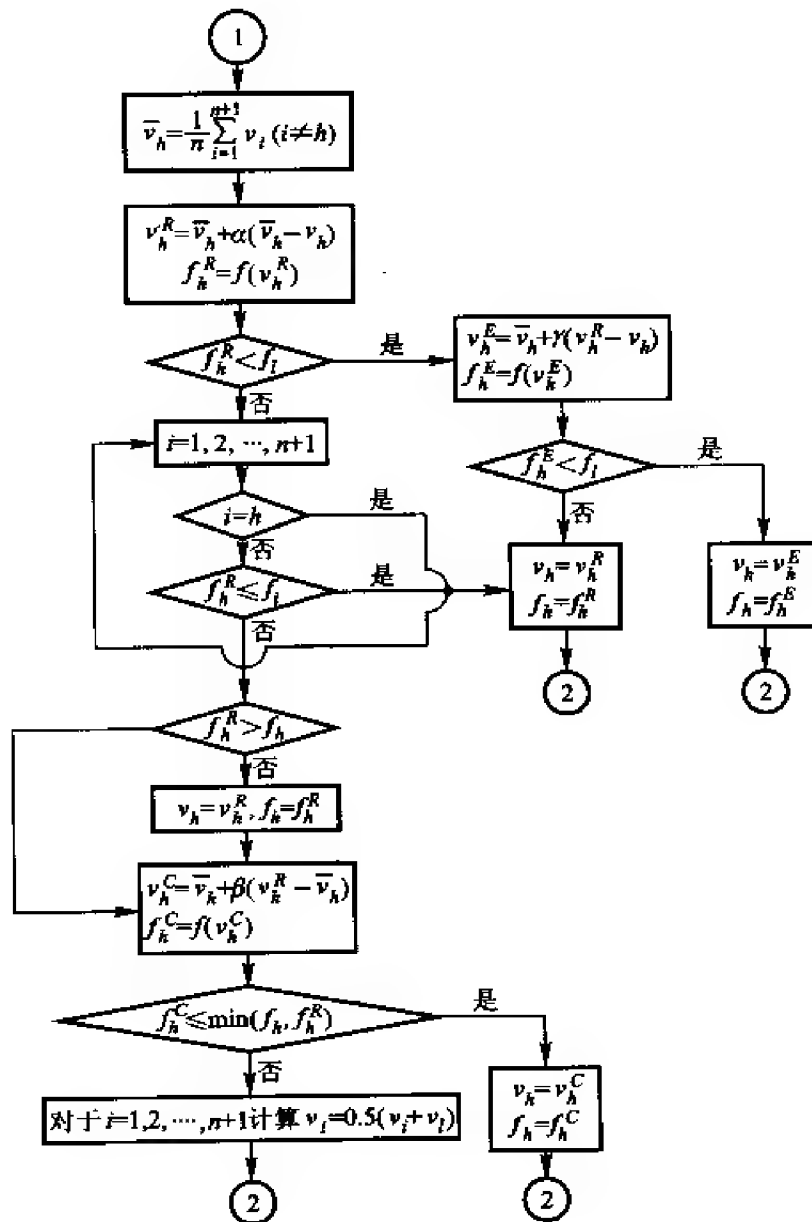 1
v̄_h=1/n ∑_{i=1}^{n+1} v_i (i≠h)
v_h^R=v̄_h+α(v̄_h−v_h)
f_h^R=f(v_h^R)
f_h^R<f_l
是
v_h^E=v̄_h+γ(v_h^R−v_h)
f_h^E=f(v_h^E)
否
i=1, 2, ⋯, n+1
f_h^E<f_l
是
i=h
是
否
否
f_h^R≤f_i
是
v_h=v_h^R
f_h=f_h^R
v_h=v_h^E
f_h=f_h^E
否
2
2
f_h^R>f_h
否
v_h=v_h^R, f_h=f_h^R
v_h^C=v̄_h+β(v_h^R−v̄_h)
f_h^C=f(v_h^C)
f_h^C≤min(f_h, f_h^R)
是
否
v_h=v_h^C
f_h=f_h^C
对于 i=1,2,⋯,n+1计算 v_i=0.5(v_i+v_l)
2
2